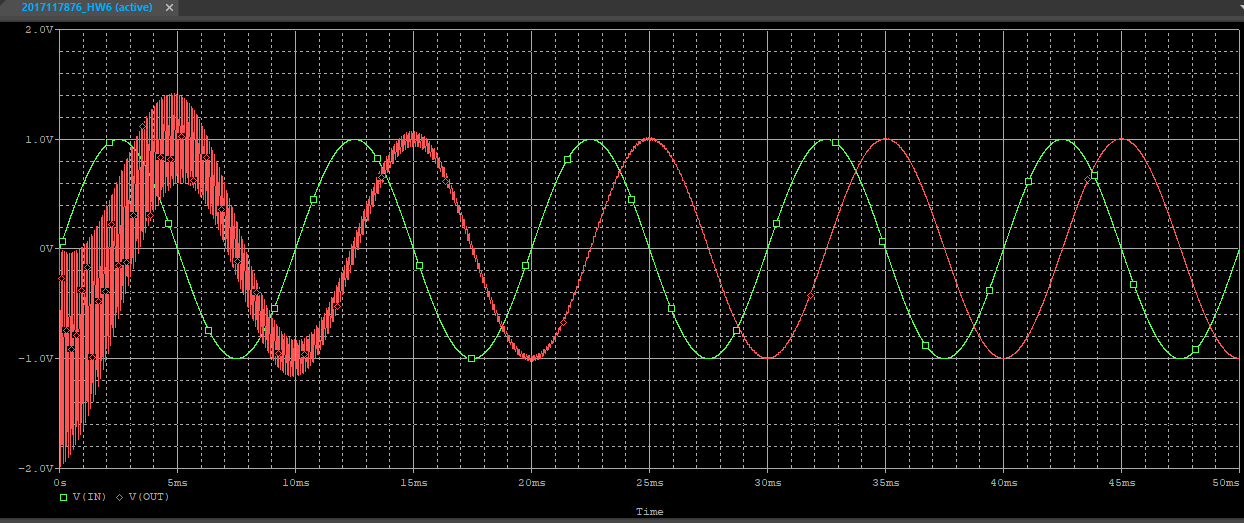 2017117876_HW6 (active) ×
2.0V
1.0V
0V
-1.0V
-2.0V
0s 5ms 10ms 15ms 20ms 25ms 30ms 35ms 40ms 45ms 50ms
V(IN) V(OUT)
Time